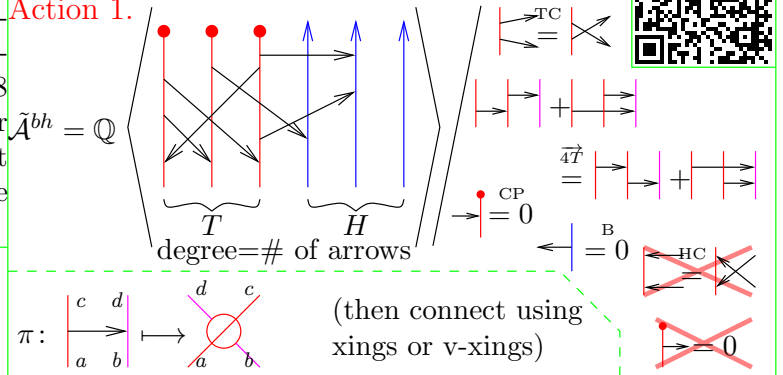 Action 1.
8
r
t
e
Ã^{bh} = ℚ
T H
degree=# of arrows
TC
=
+
4T
= +
CP
= 0
B
= 0
HC
=
= 0
π: c d a b ⟼ d c a b
(then connect using
xings or v-xings)